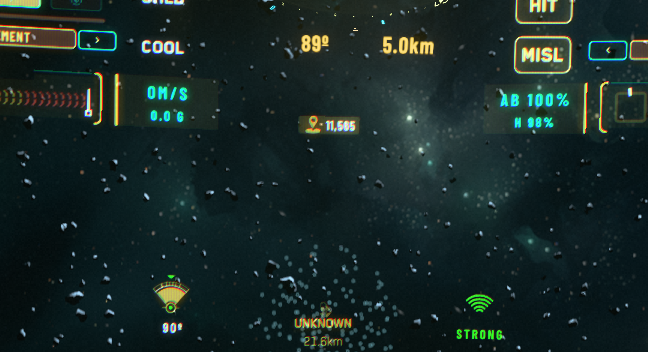 HIT
MENT
COOL
89º
5.0km
MISL
0M/S
0.0 G
AB 100%
H 98%
11,585
90º
UNKNOWN
21.6km
STRONG